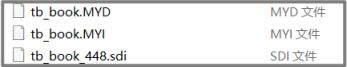 tb_book.MYD MYD 文件
tb_book.MYI MYI 文件
tb_book_448.sdi SDI 文件